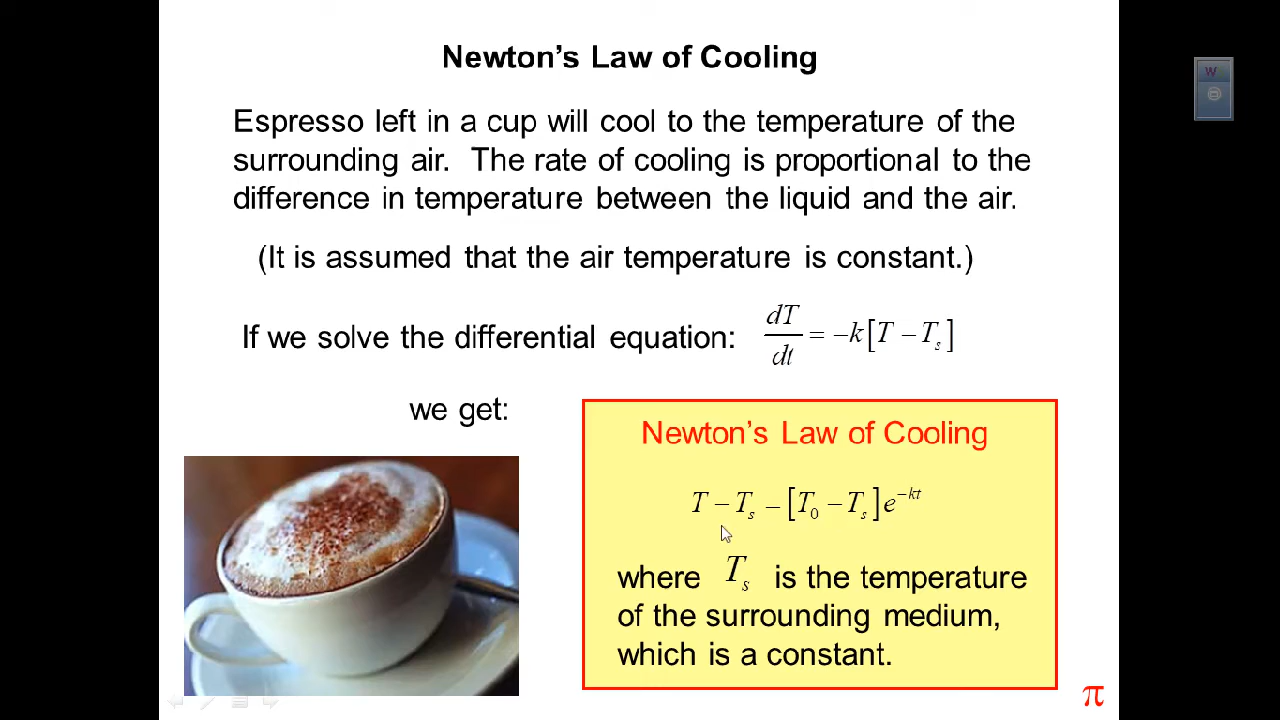 Newton's Law of Cooling
Espresso left in a cup will cool to the temperature of the
surrounding air. The rate of cooling is proportional to the
difference in temperature between the liquid and the air.
(It is assumed that the air temperature is constant.)
If we solve the differential equation: dT/dt = −k[T − Tₛ]
we get:
Newton's Law of Cooling
T − Tₛ − [T₀ − Tₛ]e^(−kt)
where Tₛ is the temperature
of the surrounding medium,
which is a constant.
π
W